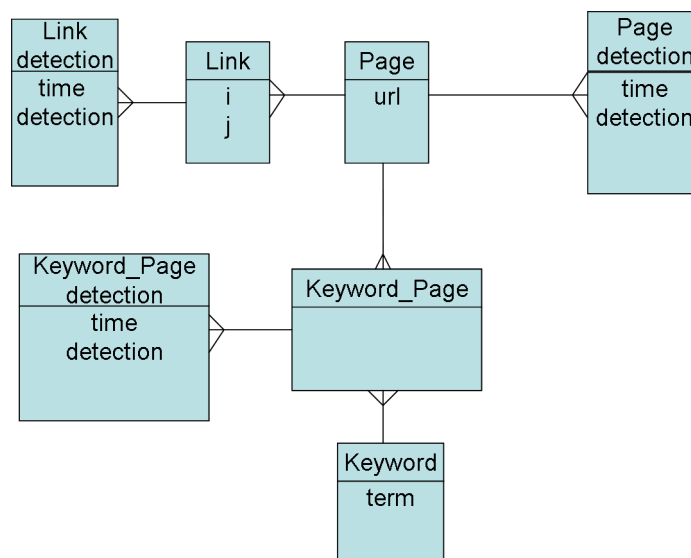 Link
detection
time
detection
Link
i
j
Page
url
Page
detection
time
detection
Keyword_Page
detection
time
detection
Keyword_Page
Keyword
term